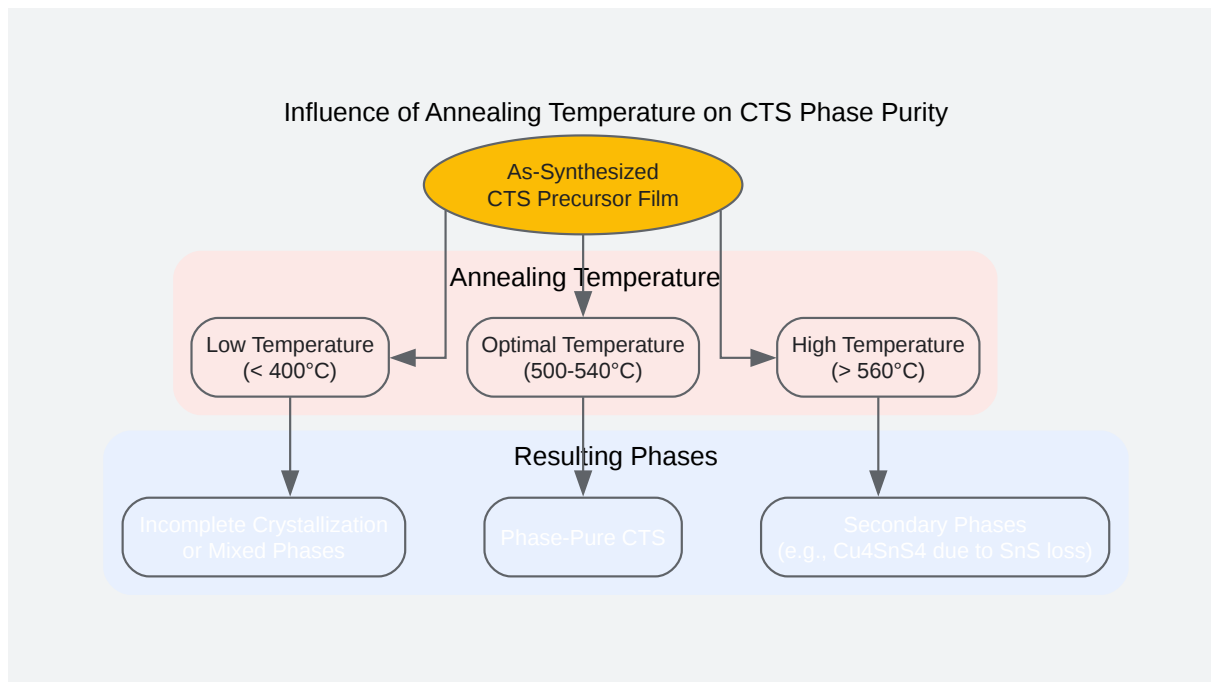 Influence of Annealing Temperature on CTS Phase Purity
As-Synthesized
CTS Precursor Film
Annealing Temperature
Low Temperature
(< 400°C)
Optimal Temperature
(500-540°C)
High Temperature
(> 560°C)
Resulting Phases
Incomplete Crystallization
or Mixed Phases
Phase-Pure CTS
Secondary Phases
(e.g., Cu4SnS4 due to SnS loss)